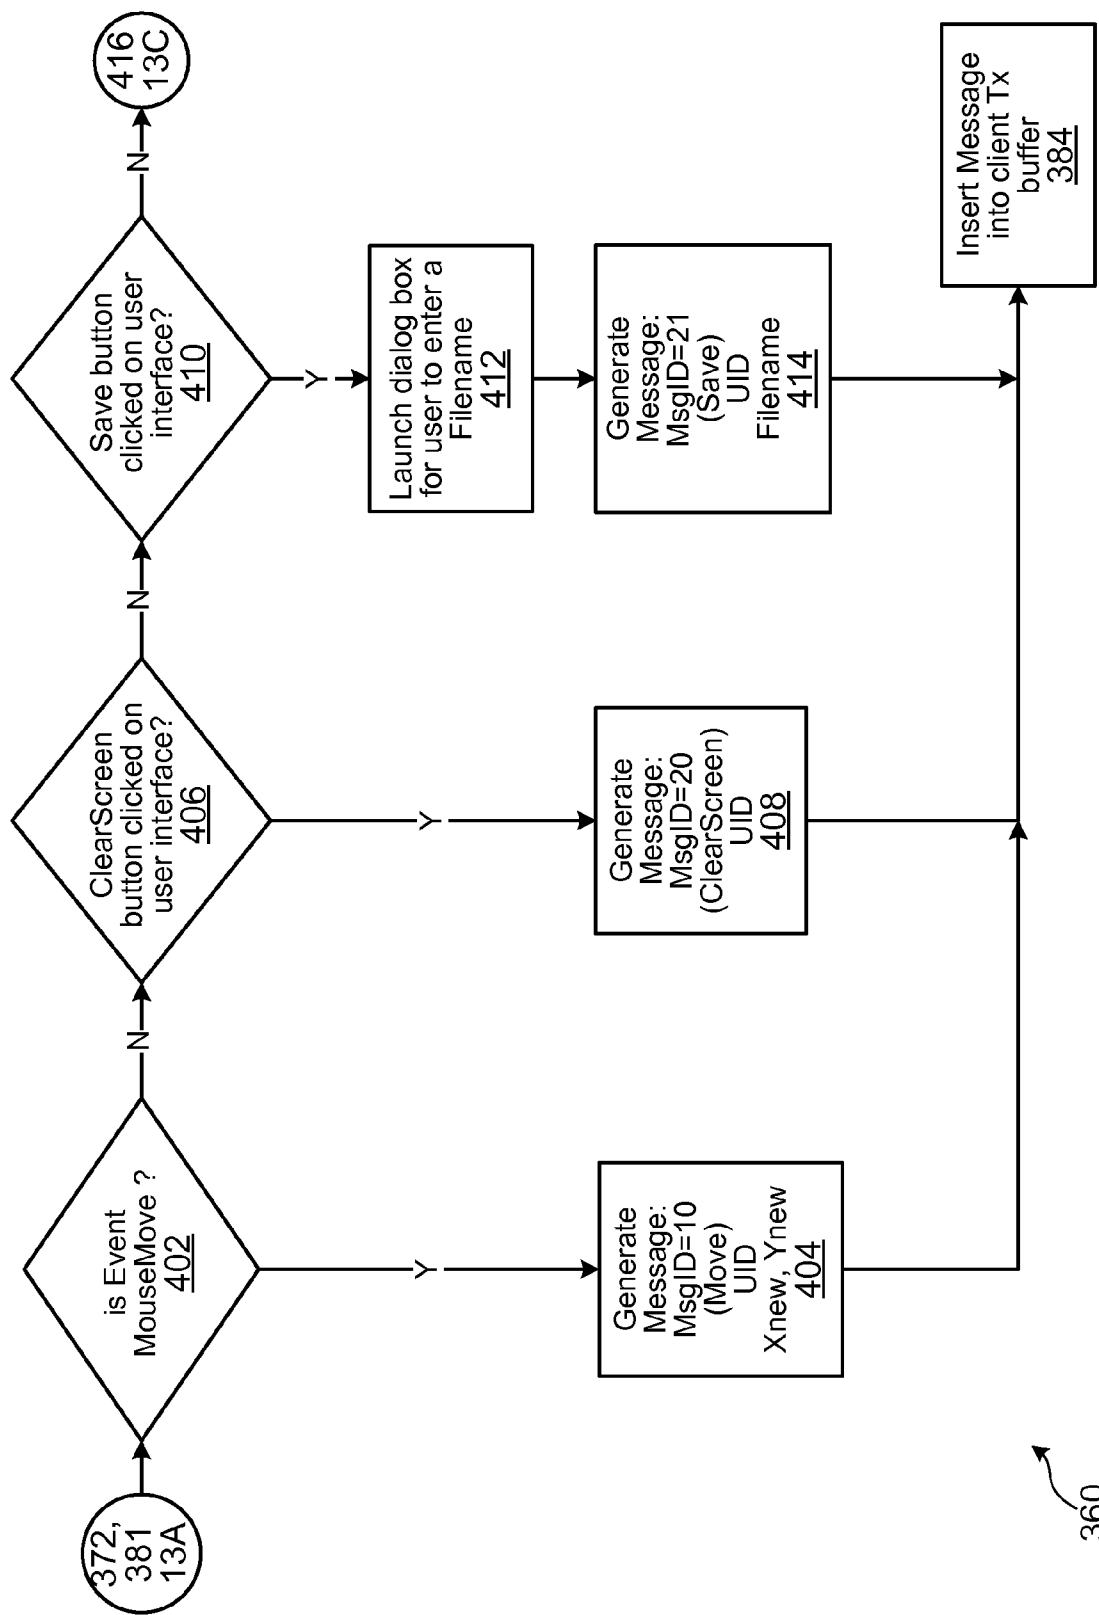 372,
381
13A
is Event
MouseMove ?
402
N
ClearScreen
button clicked on
user interface?
406
N
Save button
clicked on user
interface?
410
N
416
13C
Y
Y
Y
Launch dialog box
for user to enter a
Filename
412
Generate
Message:
MsgID=10
(Move)
UID
Xnew, Ynew
404
Generate
Message:
MsgID=20
(ClearScreen)
UID
408
Generate
Message:
MsgID=21
(Save)
UID
Filename
414
Insert Message
into client Tx
buffer
384
360